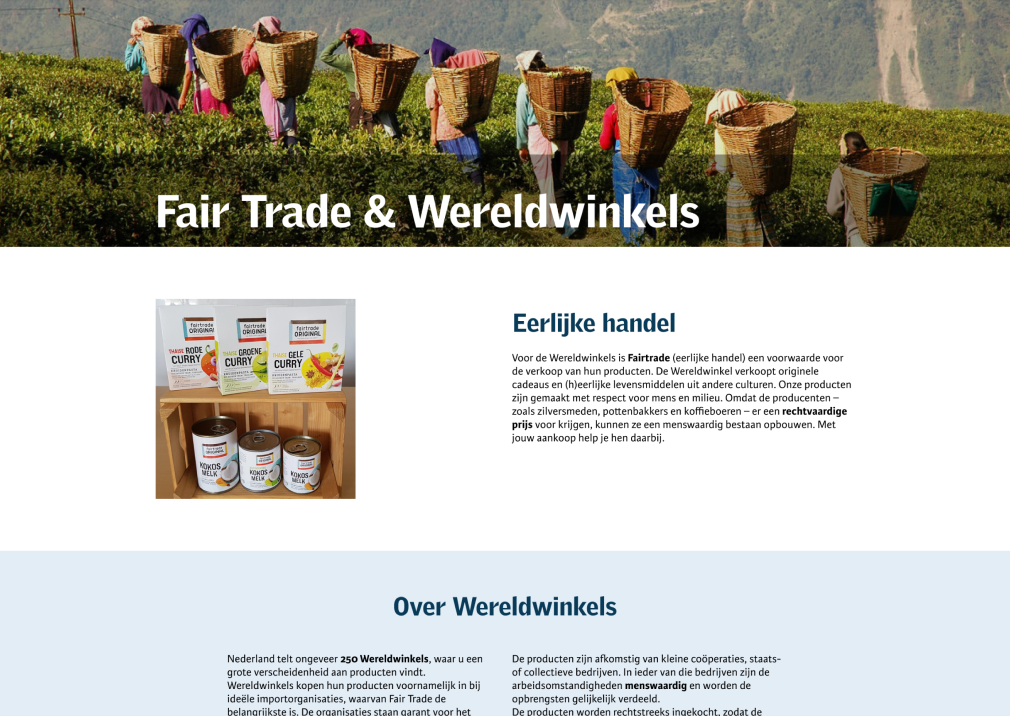 Fair Trade & Wereldwinkels
fairtrade
ORIGINAL
fairtrade
ORIGINAL
fairtrade
ORIGINAL
THAISE RODE
CURRY
THAISE GROENE
CURRY
THAISE GELE
CURRY
fairtrade
ORIGINAL
KOKOS
MELK
KOKOS
MELK
KOKOS
MELK
Eerlijke handel
Voor de Wereldwinkels is Fairtrade (eerlijke handel) een voorwaarde voor
de verkoop van hun producten. De Wereldwinkel verkoopt originele
cadeaus en (h)eerlijke levensmiddelen uit andere culturen. Onze producten
zijn gemaakt met respect voor mens en milieu. Omdat de producenten –
zoals zilversmeden, pottenbakkers en koffieboeren – er een rechtvaardige
prijs voor krijgen, kunnen ze een menswaardig bestaan opbouwen. Met
jouw aankoop help je hen daarbij.
Over Wereldwinkels
Nederland telt ongeveer 250 Wereldwinkels, waar u een
grote verscheidenheid aan producten vindt.
Wereldwinkels kopen hun producten voornamelijk in bij
ideële importorganisaties, waarvan Fair Trade de
belangrijkste is. De organisaties staan garant voor het
De producten zijn afkomstig van kleine coöperaties, staats-
of collectieve bedrijven. In ieder van die bedrijven zijn de
arbeidsomstandigheden menswaardig en worden de
opbrengsten gelijkelijk verdeeld.
De producten worden rechtstreeks ingekocht, zodat de